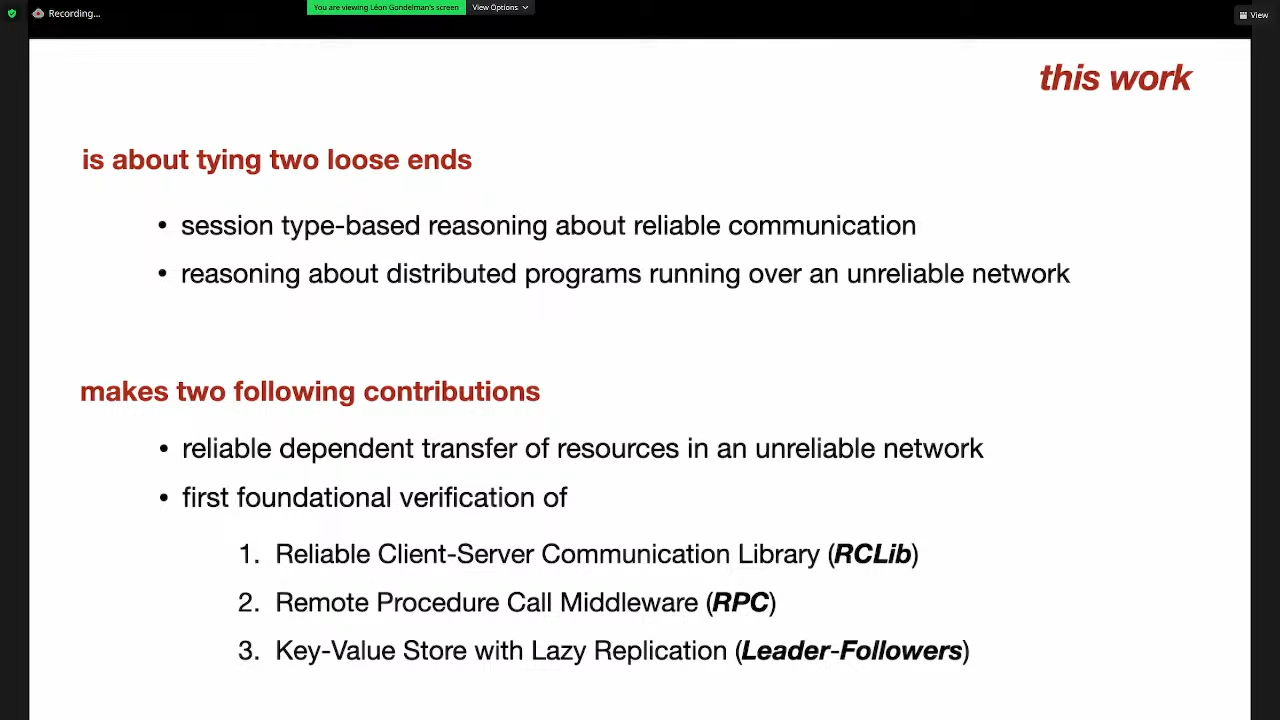 Recording...
You are viewing Léon Gondelman's screen
View Options
View
this work
is about tying two loose ends
• session type-based reasoning about reliable communication
• reasoning about distributed programs running over an unreliable network
makes two following contributions
• reliable dependent transfer of resources in an unreliable network
• first foundational verification of
1. Reliable Client-Server Communication Library (RCLib)
2. Remote Procedure Call Middleware (RPC)
3. Key-Value Store with Lazy Replication (Leader-Followers)